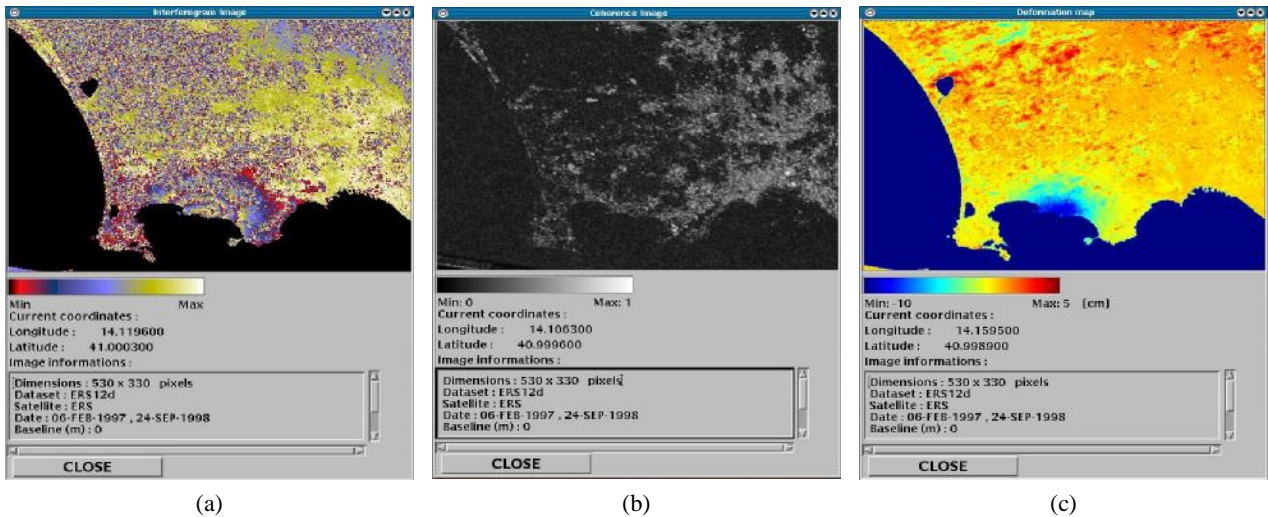 Interferogram Image
Min Max
Current coordinates :
Longitude : 14.119600
Latitude : 41.000300
Image informations :
Dimensions : 530 x 330 pixels
Dataset : ERS12d
Satellite : ERS
Date : 06-FEB-1997 , 24-SEP-1998
Baseline (m) : 0
CLOSE
(a)
Coherence Image
Min: 0 Max: 1
Current coordinates :
Longitude : 14.106300
Latitude : 40.999600
Image informations :
Dimensions : 530 x 330 pixels
Dataset : ERS12d
Satellite : ERS
Date : 06-FEB-1997 , 24-SEP-1998
Baseline (m) : 0
CLOSE
(b)
Deformation map
Min: -10 Max: 5 [cm]
Current coordinates :
Longitude : 14.159500
Latitude : 40.998900
Image informations :
Dimensions : 530 x 330 pixels
Dataset : ERS12d
Satellite : ERS
Date : 06-FEB-1997 , 24-SEP-1998
Baseline (m) : 0
CLOSE
(c)